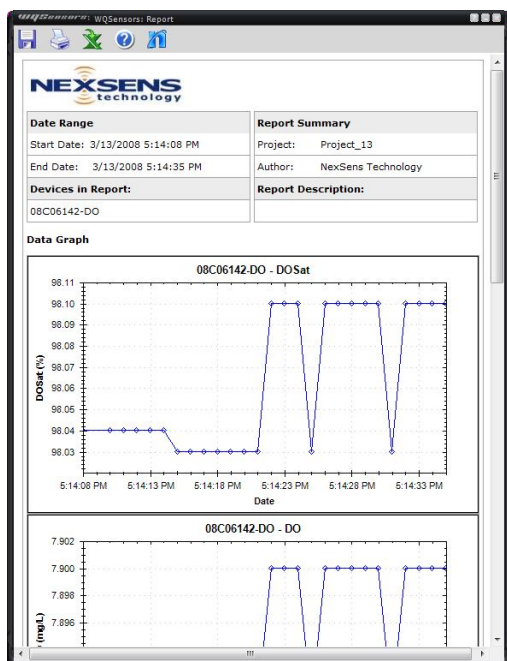 WQSensors: WQSensors: Report
NEXSENS
technology
Date Range
Report Summary
Start Date: 3/13/2008 5:14:08 PM
Project: Project_13
End Date: 3/13/2008 5:14:35 PM
Author: NexSens Technology
Devices in Report:
Report Description:
08C06142-DO
Data Graph
08C06142-DO - DOSat
98.11
98.10
98.09
98.08
98.07
98.06
98.05
98.04
98.03
DOSat (%)
5:14:08 PM 5:14:13 PM 5:14:18 PM 5:14:23 PM 5:14:28 PM 5:14:33 PM
Date
08C06142-DO - DO
7.902
7.900
7.898
7.896
(mg/L)